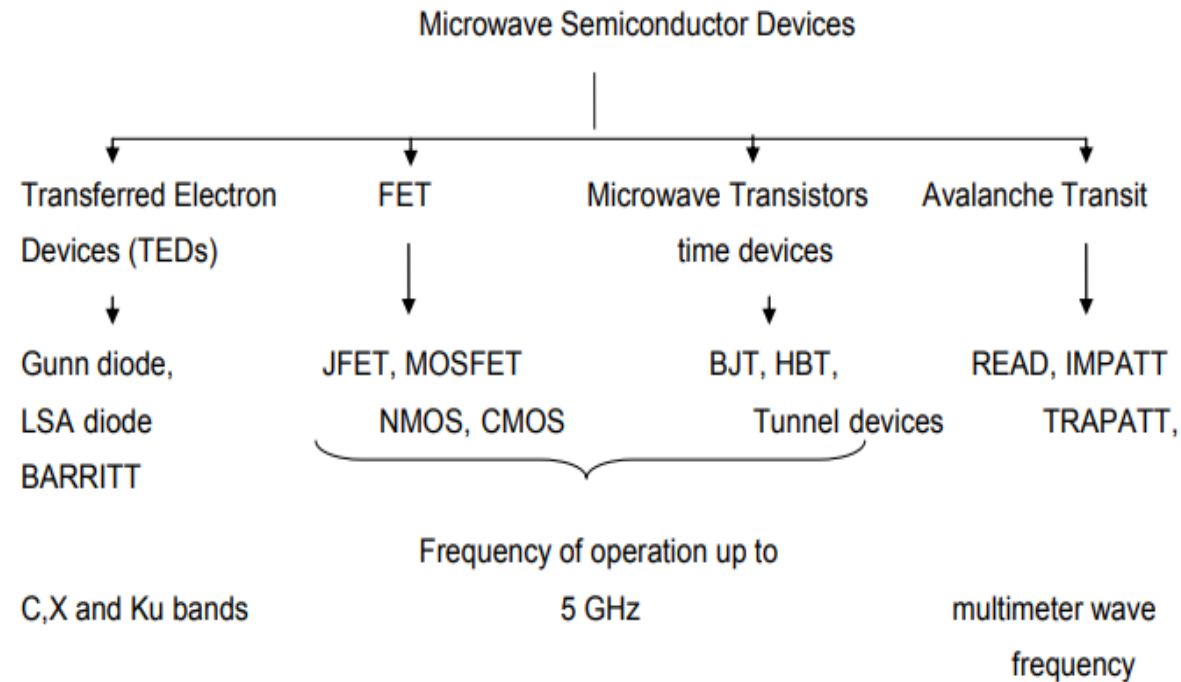 Microwave Semiconductor Devices
Transferred Electron FET Microwave Transistors Avalanche Transit
Devices (TEDs) time devices
Gunn diode, JFET, MOSFET BJT, HBT, READ, IMPATT
LSA diode NMOS, CMOS Tunnel devices TRAPATT,
BARRITT
Frequency of operation up to
C,X and Ku bands 5 GHz multimeter wave
frequency